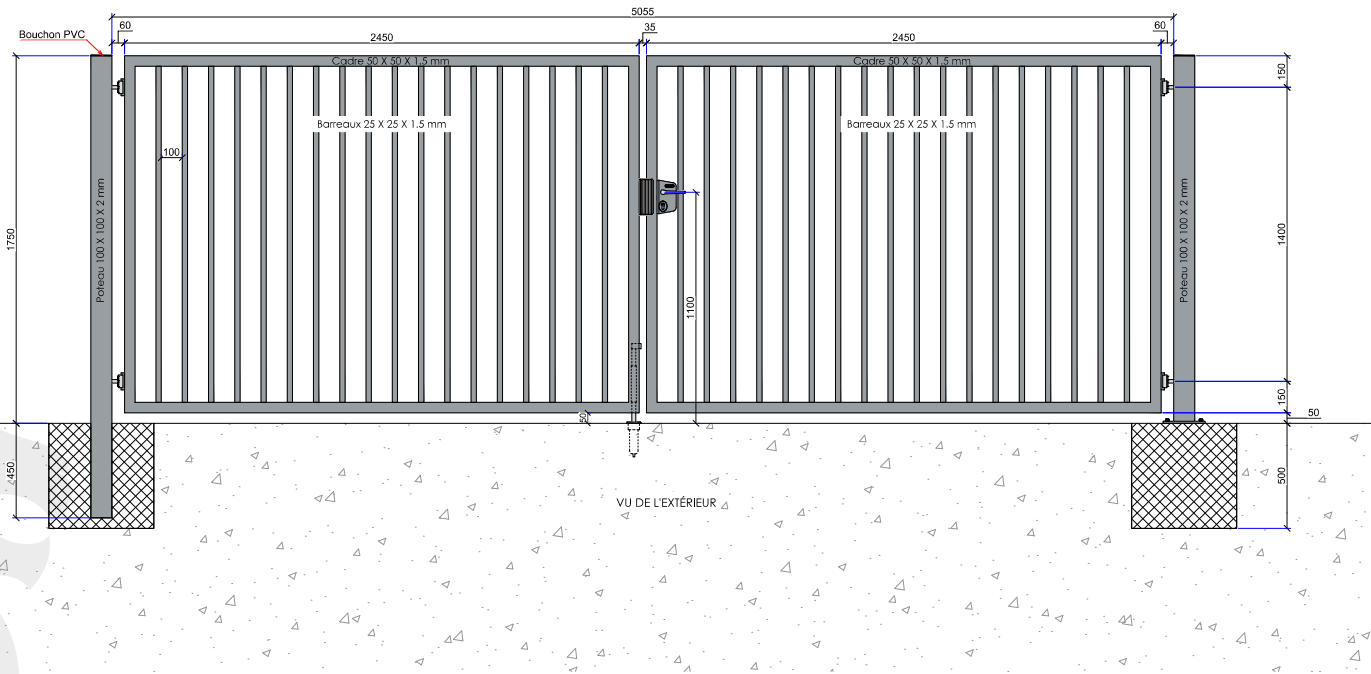 5055
60
35
60
Bouchon PVC
2450
2450
Cadre 50 X 50 X 1.5 mm
Cadre 50 X 50 X 1.5 mm
150
Barreaux 25 X 25 X 1.5 mm
Barreaux 25 X 25 X 1.5 mm
100
Poteau 100 X 100 X 2 mm
Poteau 100 X 100 X 2 mm
1750
1400
1100
150
50
50
450
500
VU DE L'EXTÉRIEUR